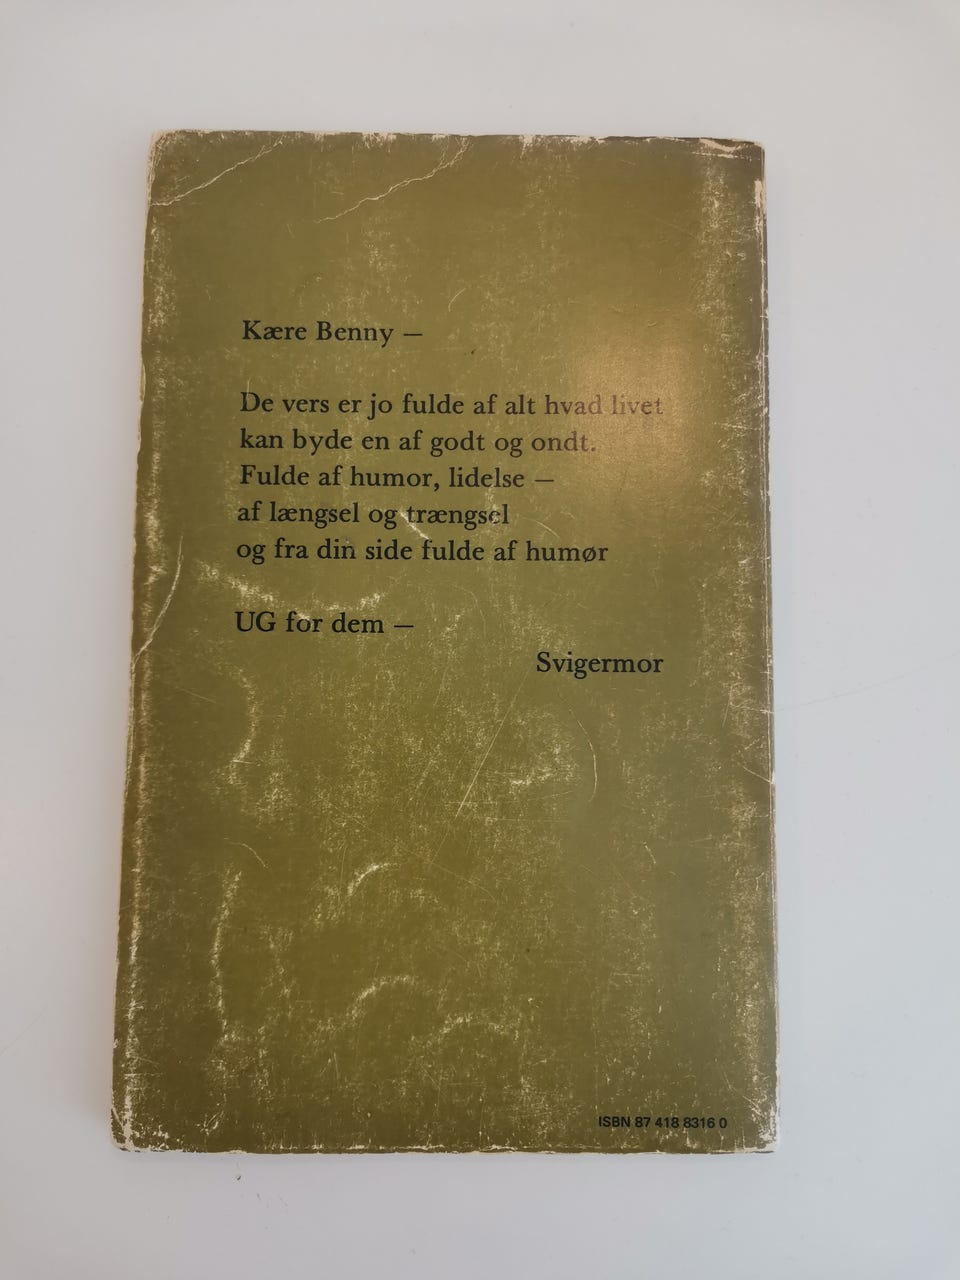 Kære Benny —
De vers er jo fulde af alt hvad livet
kan byde en af godt og ondt.
Fulde af humor, lidelse —
af længsel og trængsel
og fra din side fulde af humør
UG for dem —
Svigermor
ISBN 87 418 8316 0